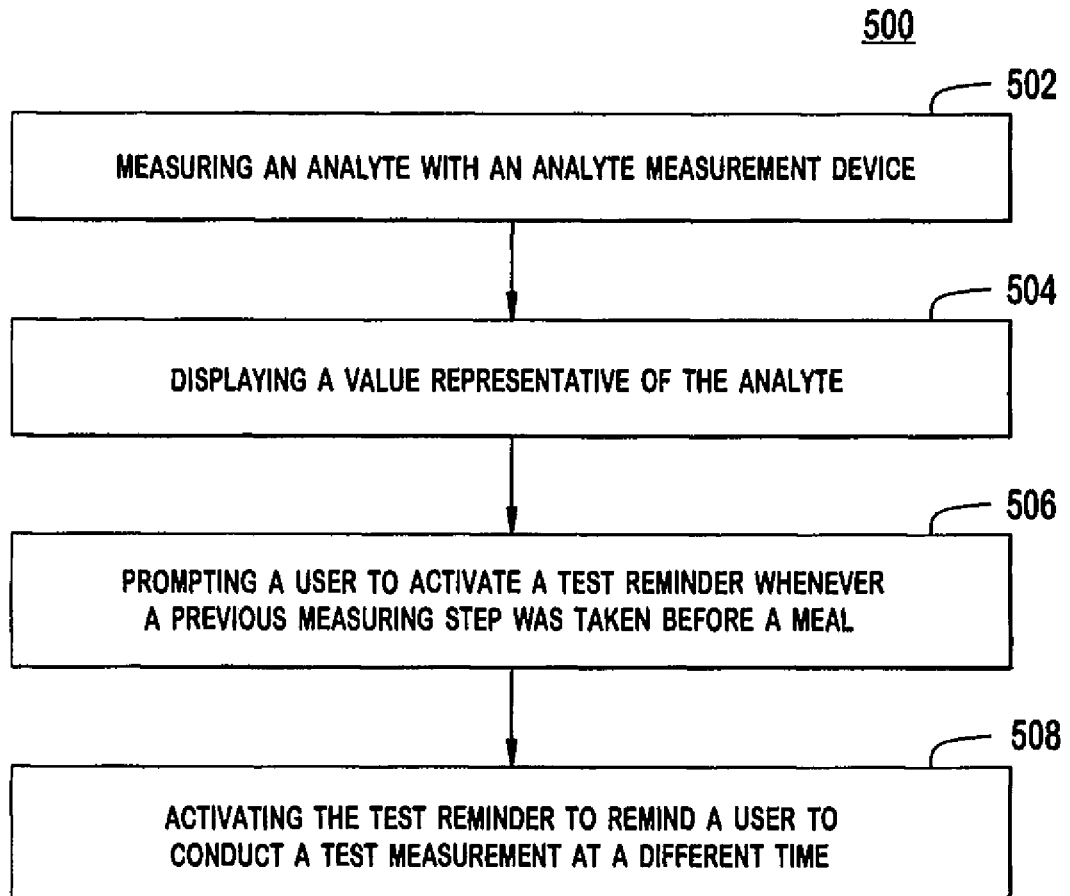 500
502
MEASURING AN ANALYTE WITH AN ANALYTE MEASUREMENT DEVICE
504
DISPLAYING A VALUE REPRESENTATIVE OF THE ANALYTE
506
PROMPTING A USER TO ACTIVATE A TEST REMINDER WHENEVER
A PREVIOUS MEASURING STEP WAS TAKEN BEFORE A MEAL
508
ACTIVATING THE TEST REMINDER TO REMIND A USER TO
CONDUCT A TEST MEASUREMENT AT A DIFFERENT TIME